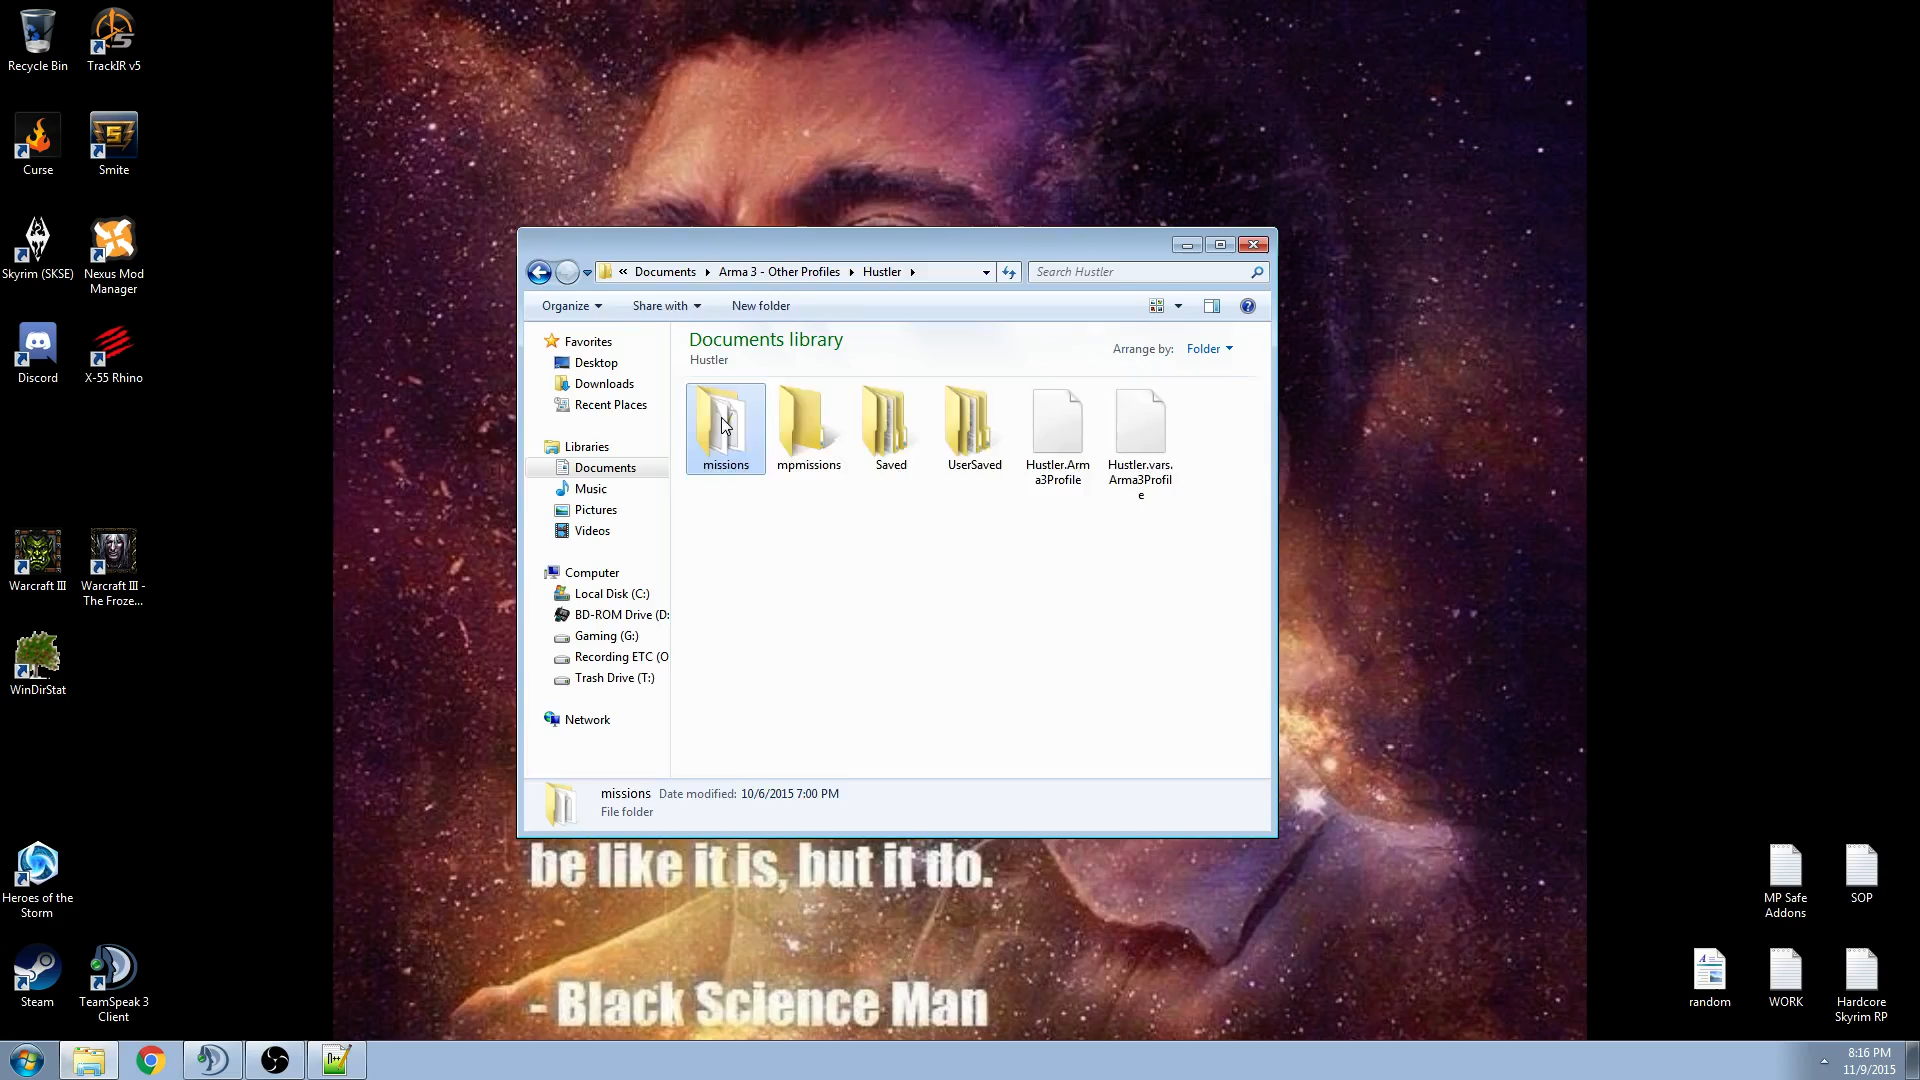 Recycle Bin
TrackIR v5
Curse
Smite
Skyrim (SKSE)
Nexus Mod
Manager
Discord
X-55 Rhino
Warcraft III
Warcraft III -
The Froze...
WinDirStat
Heroes of the
Storm
Steam
TeamSpeak 3
Client
« Documents
Arma 3 - Other Profiles
Hustler
Search Hustler
Organize
Share with
New folder
Favorites
Desktop
Downloads
Recent Places
Libraries
Documents
Music
Pictures
Videos
Computer
Local Disk (C:)
BD-ROM Drive (D:
Gaming (G:)
Recording ETC (O
Trash Drive (T:)
Network
Documents library
Hustler
Arrange by: Folder
missions
mpmissions
Saved
UserSaved
Hustler.Arm
a3Profile
Hustler.vars.
Arma3Profil
e
missions Date modified: 10/6/2015 7:00 PM
File folder
be like it is, but it do.
- Black Science Man
MP Safe
Addons
SOP
random
WORK
Hardcore
Skyrim RP
8:16 PM
11/9/2015